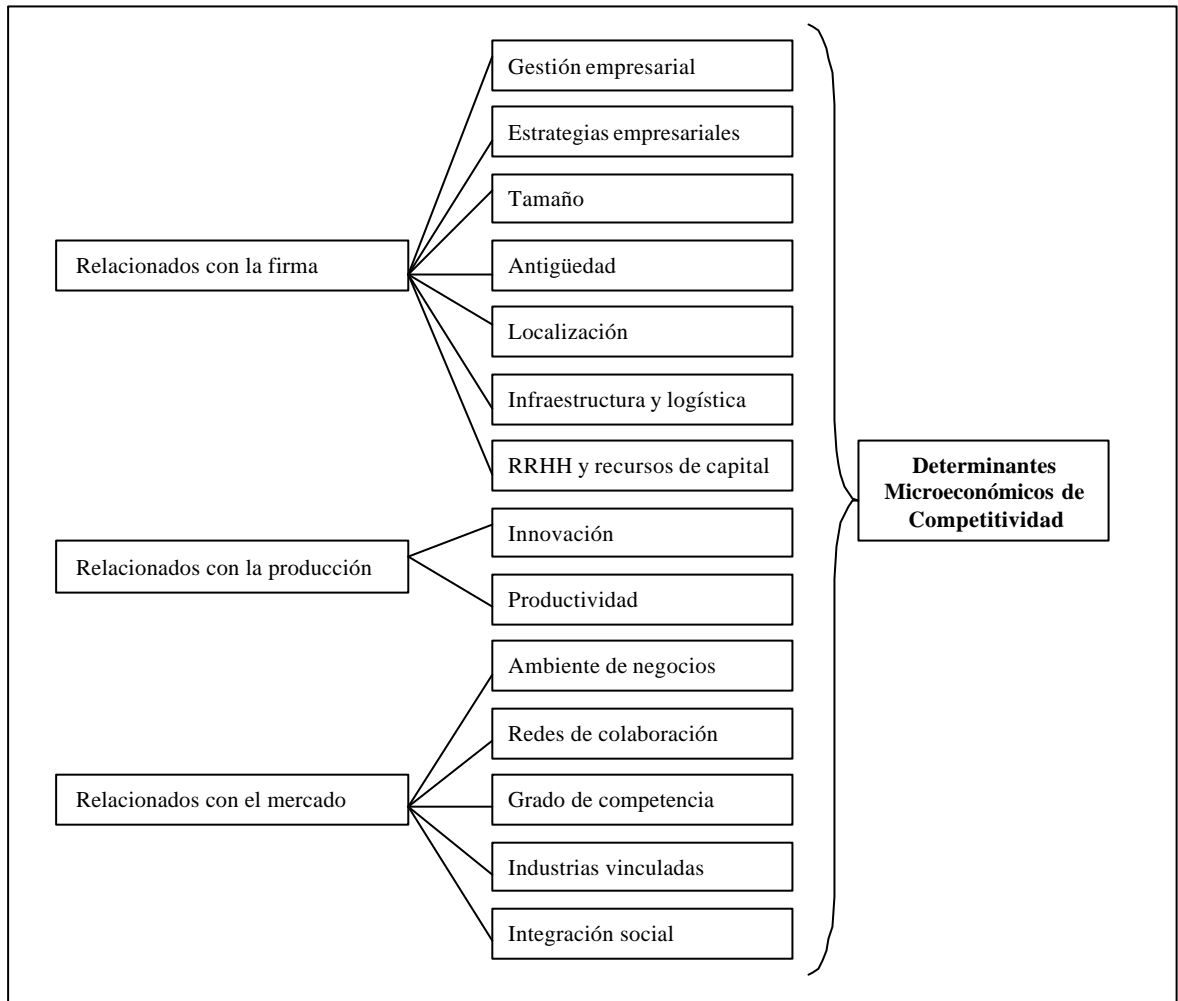 Gestión empresarial
Estrategias empresariales
Tamaño
Relacionados con la firma
Antigüedad
Localización
Infraestructura y logística
RRHH y recursos de capital
Determinantes
Microeconómicos de
Competitividad
Innovación
Relacionados con la producción
Productividad
Ambiente de negocios
Redes de colaboración
Relacionados con el mercado
Grado de competencia
Industrias vinculadas
Integración social